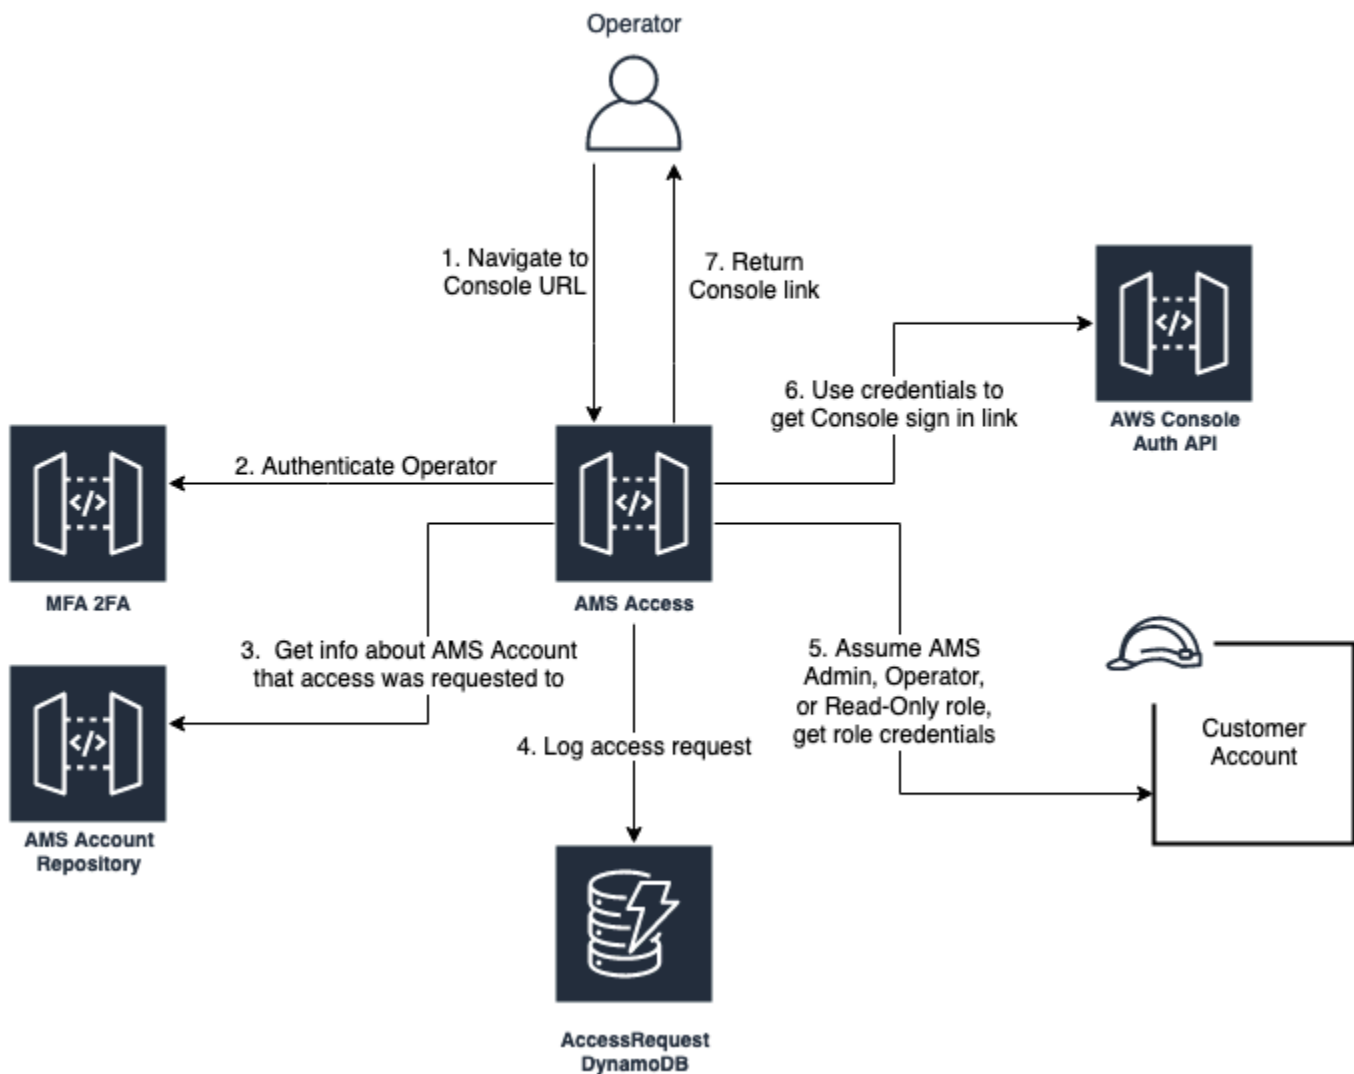 Operator
1. Navigate to
Console URL
7. Return
Console link
6. Use credentials to
get Console sign in link
</>
AWS Console
Auth API
2. Authenticate Operator
</>
MFA 2FA
</>
AMS Access
3. Get info about AMS Account
that access was requested to
</>
AMS Account
Repository
4. Log access request
5. Assume AMS
Admin, Operator,
or Read-Only role,
get role credentials
Customer
Account
AccessRequest
DynamoDB